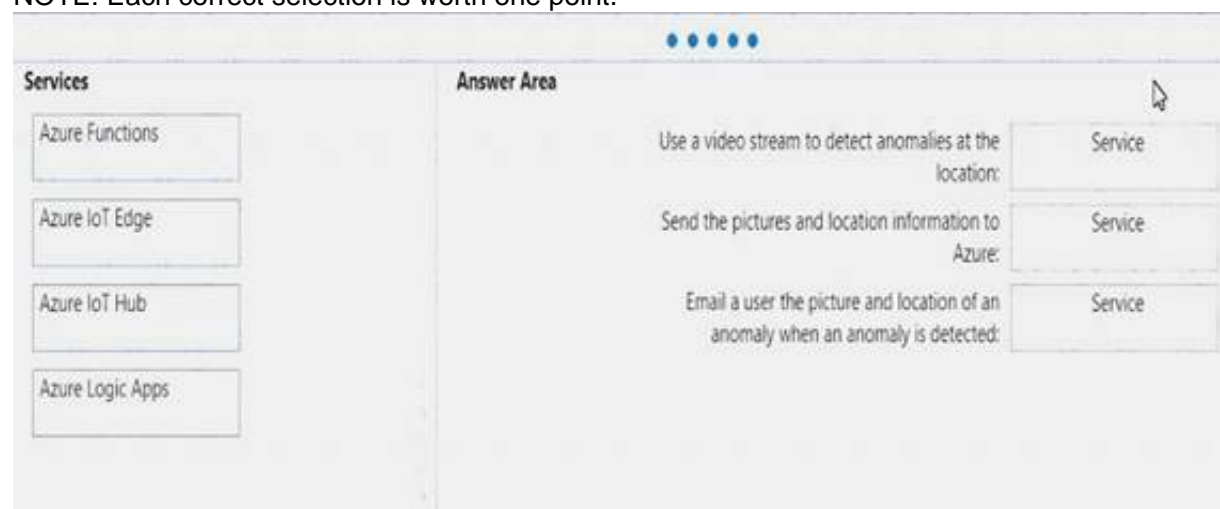 NOTE: Each correct selection is worth one point.
Services
Answer Area
Azure Functions
Azure IoT Edge
Azure IoT Hub
Azure Logic Apps
Use a video stream to detect anomalies at the
location:
Service
Send the pictures and location information to
Azure:
Service
Email a user the picture and location of an
anomaly when an anomaly is detected:
Service